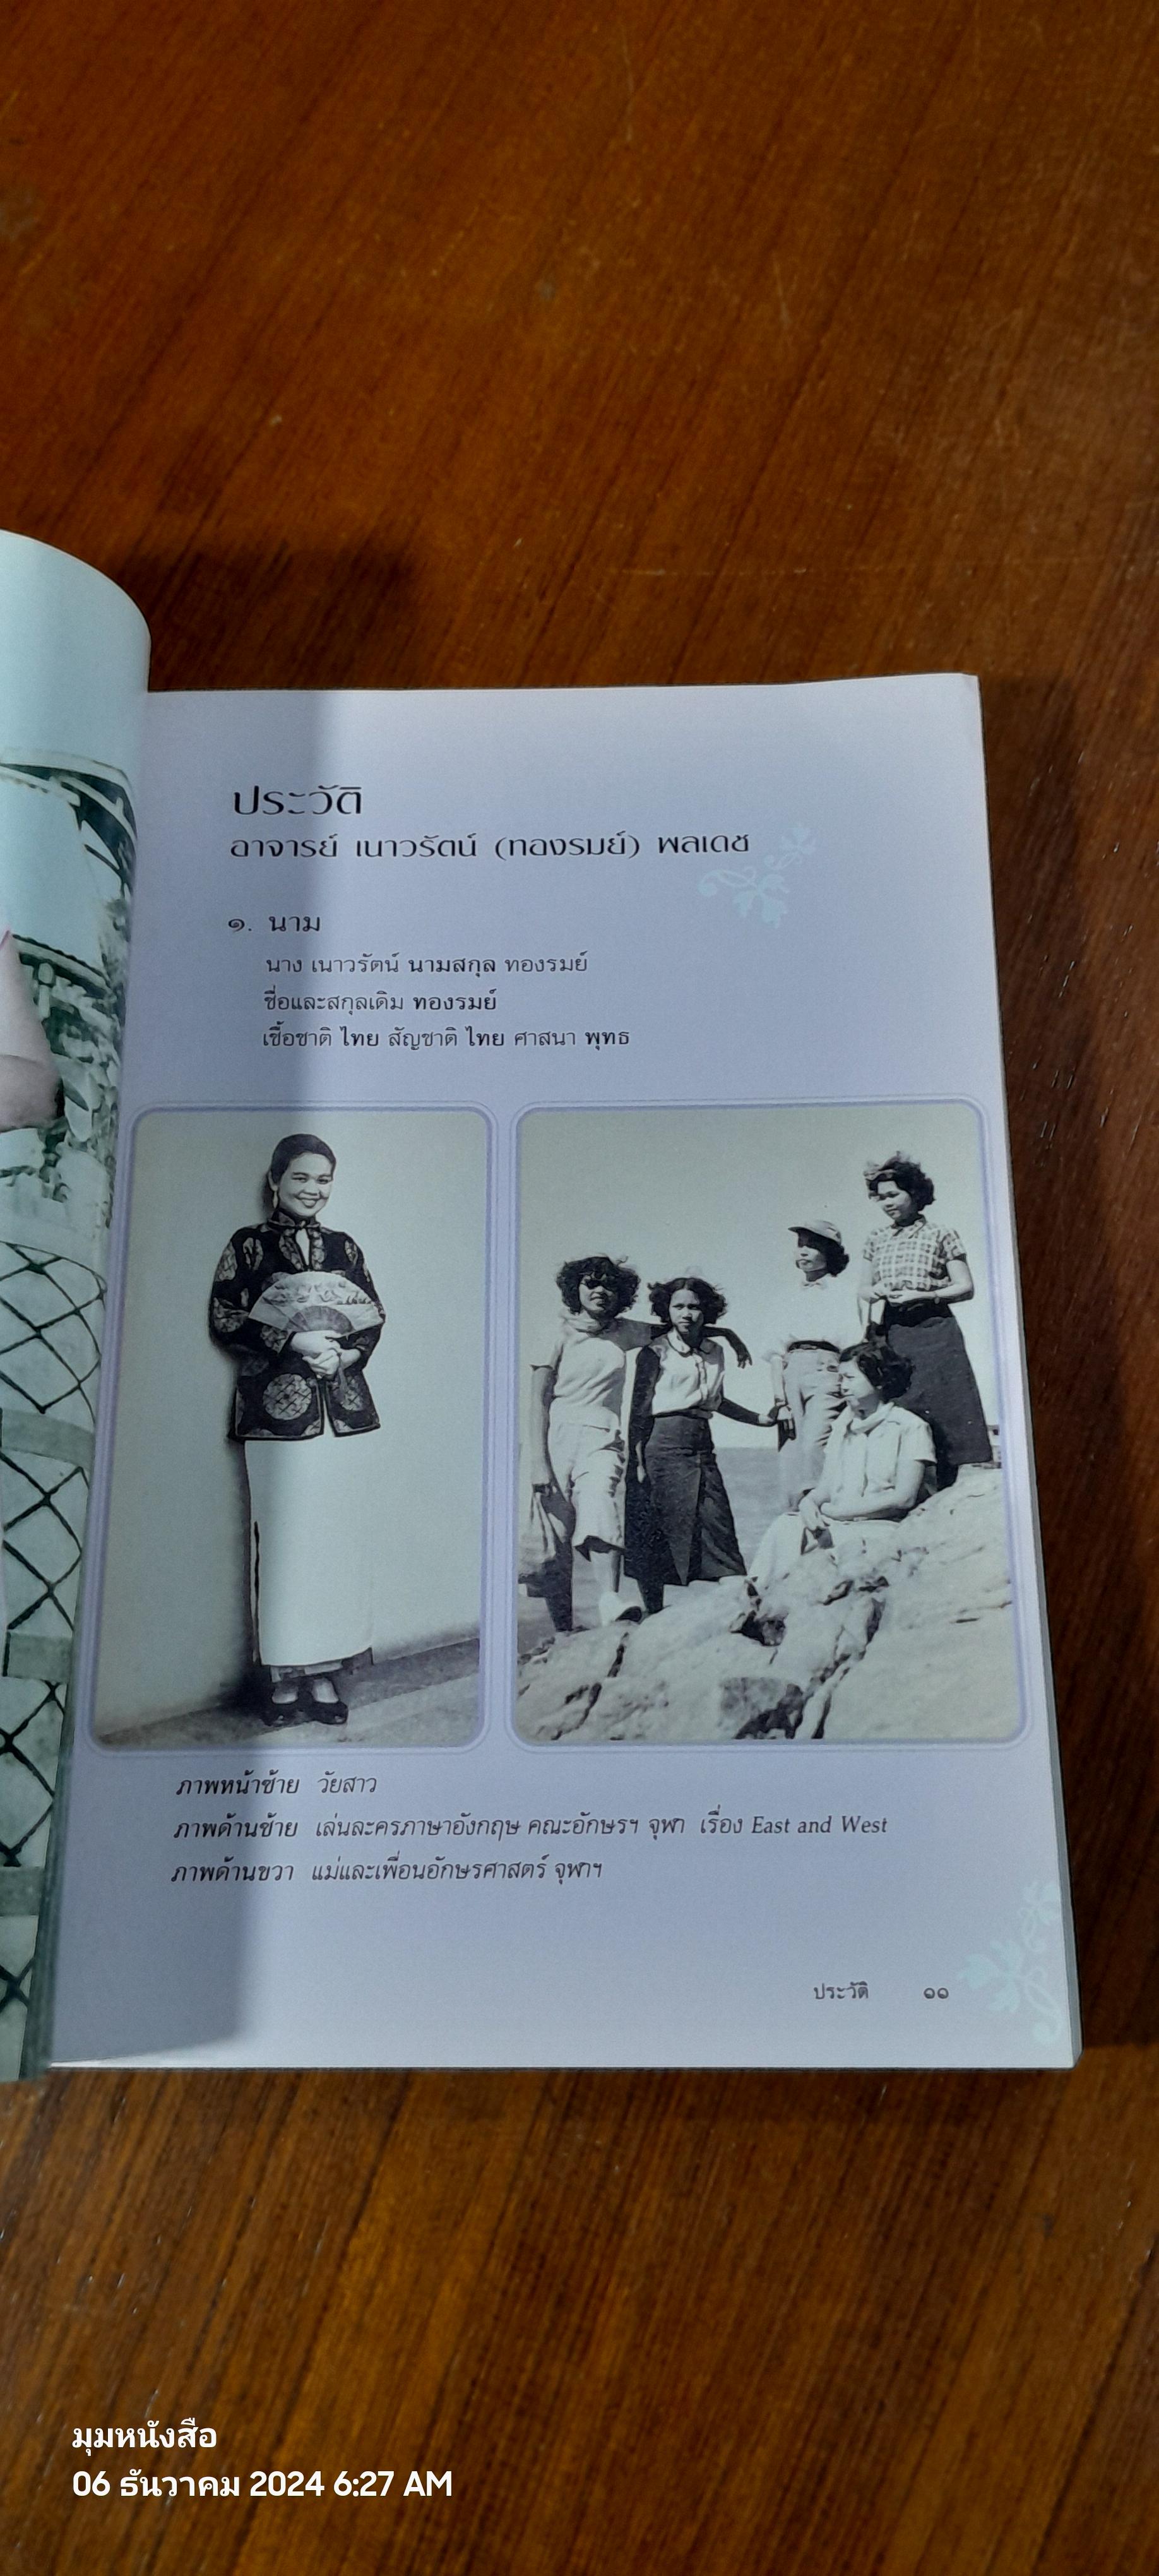 ประวัติ
อาจารย์ เนาวรัตน์ (ทองรมย์) พลเดช
๑. นาม
นาง เนาวรัตน์ นามสกุล ทองรมย์
ชื่อและสกุลเดิม ทองรมย์
เชื้อชาติ ไทย สัญชาติ ไทย ศาสนา พุทธ
ภาพหน้าซ้าย วัยสาว
ภาพด้านซ้าย เล่นละครภาษาอังกฤษ คณะอักษรฯ จุฬา เรื่อง East and West
ภาพด้านขวา แม่และเพื่อนอักษรศาสตร์ จุฬาฯ
ประวัติ ๑๑
มุมหนังสือ
06 ธันวาคม 2024 6:27 AM